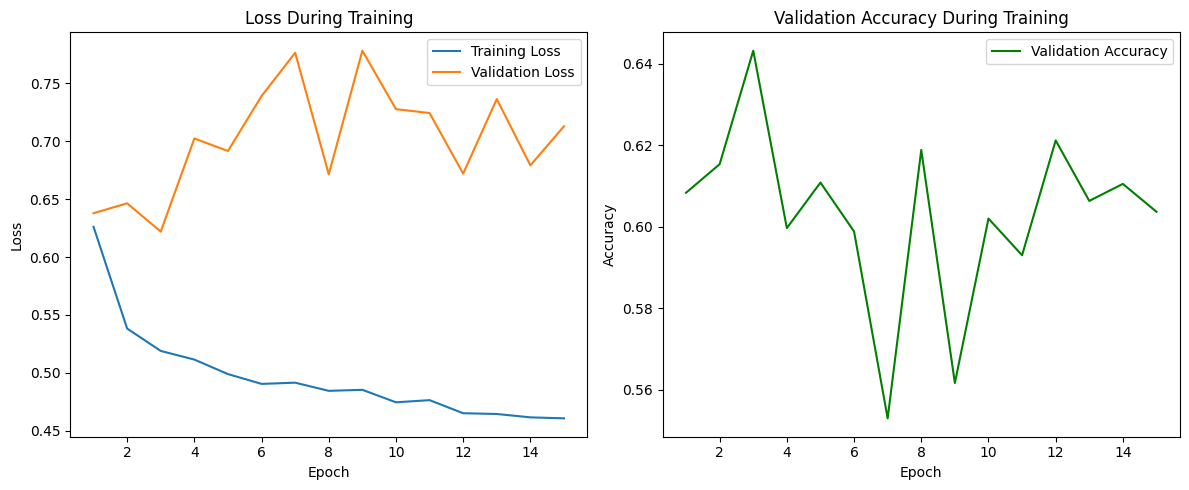 Loss During Training
Training Loss
Validation Loss
0.75
0.70
0.65
0.60
0.55
0.50
0.45
Loss
2 4 6 8 10 12 14
Epoch
Validation Accuracy During Training
Validation Accuracy
0.64
0.62
0.60
0.58
0.56
Accuracy
2 4 6 8 10 12 14
Epoch